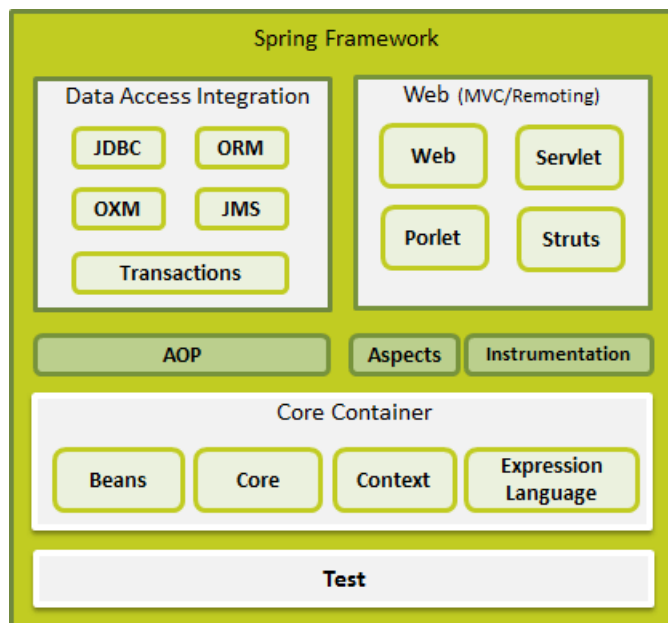 Spring Framework
Data Access Integration
JDBC
ORM
OXM
JMS
Transactions
Web (MVC/Remoting)
Web
Servlet
Porlet
Struts
AOP
Aspects
Instrumentation
Core Container
Beans
Core
Context
Expression
Language
Test